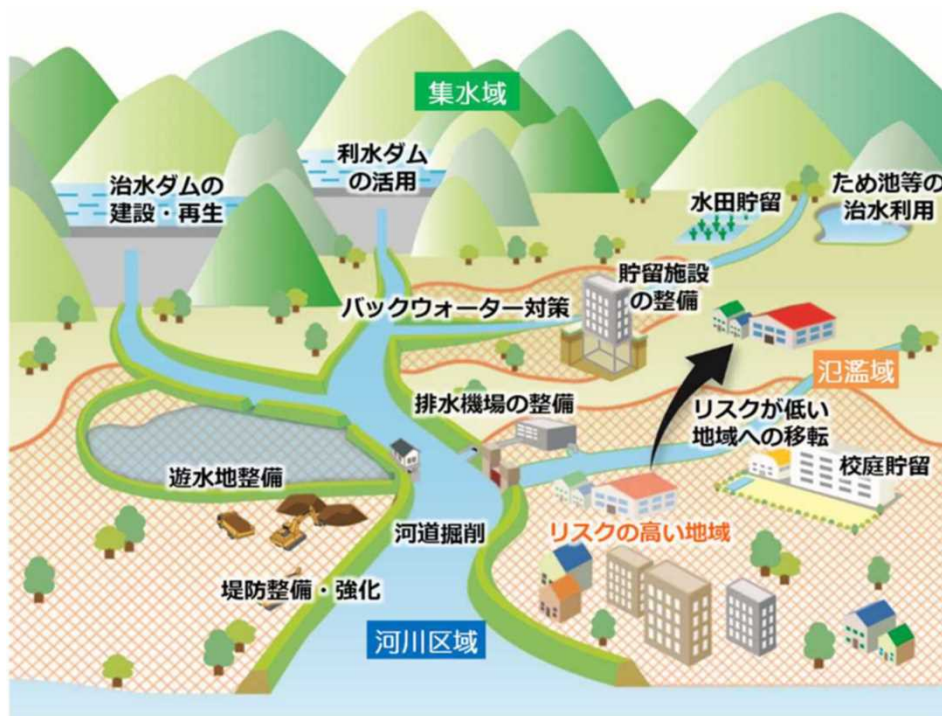 集水域
治水ダムの
建設・再生
利水ダム
の活用
水田貯留
ため池等の
治水利用
バックウォーター対策
貯留施設
の整備
氾濫域
排水機場の整備
リスクが低い
地域への移転
校庭貯留
遊水地整備
河道掘削
リスクの高い地域
堤防整備・強化
河川区域